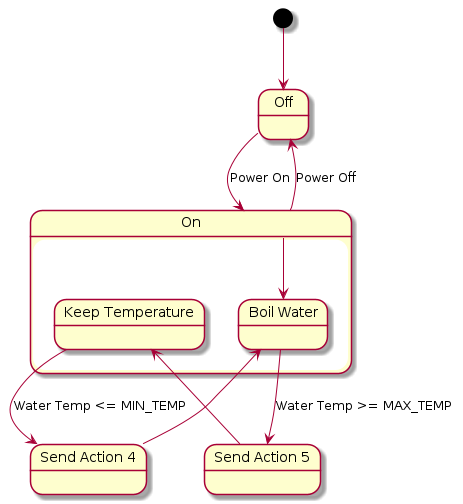 Off
Power On
Power Off
On
Keep Temperature
Boil Water
Water Temp <= MIN_TEMP
Water Temp >= MAX_TEMP
Send Action 4
Send Action 5